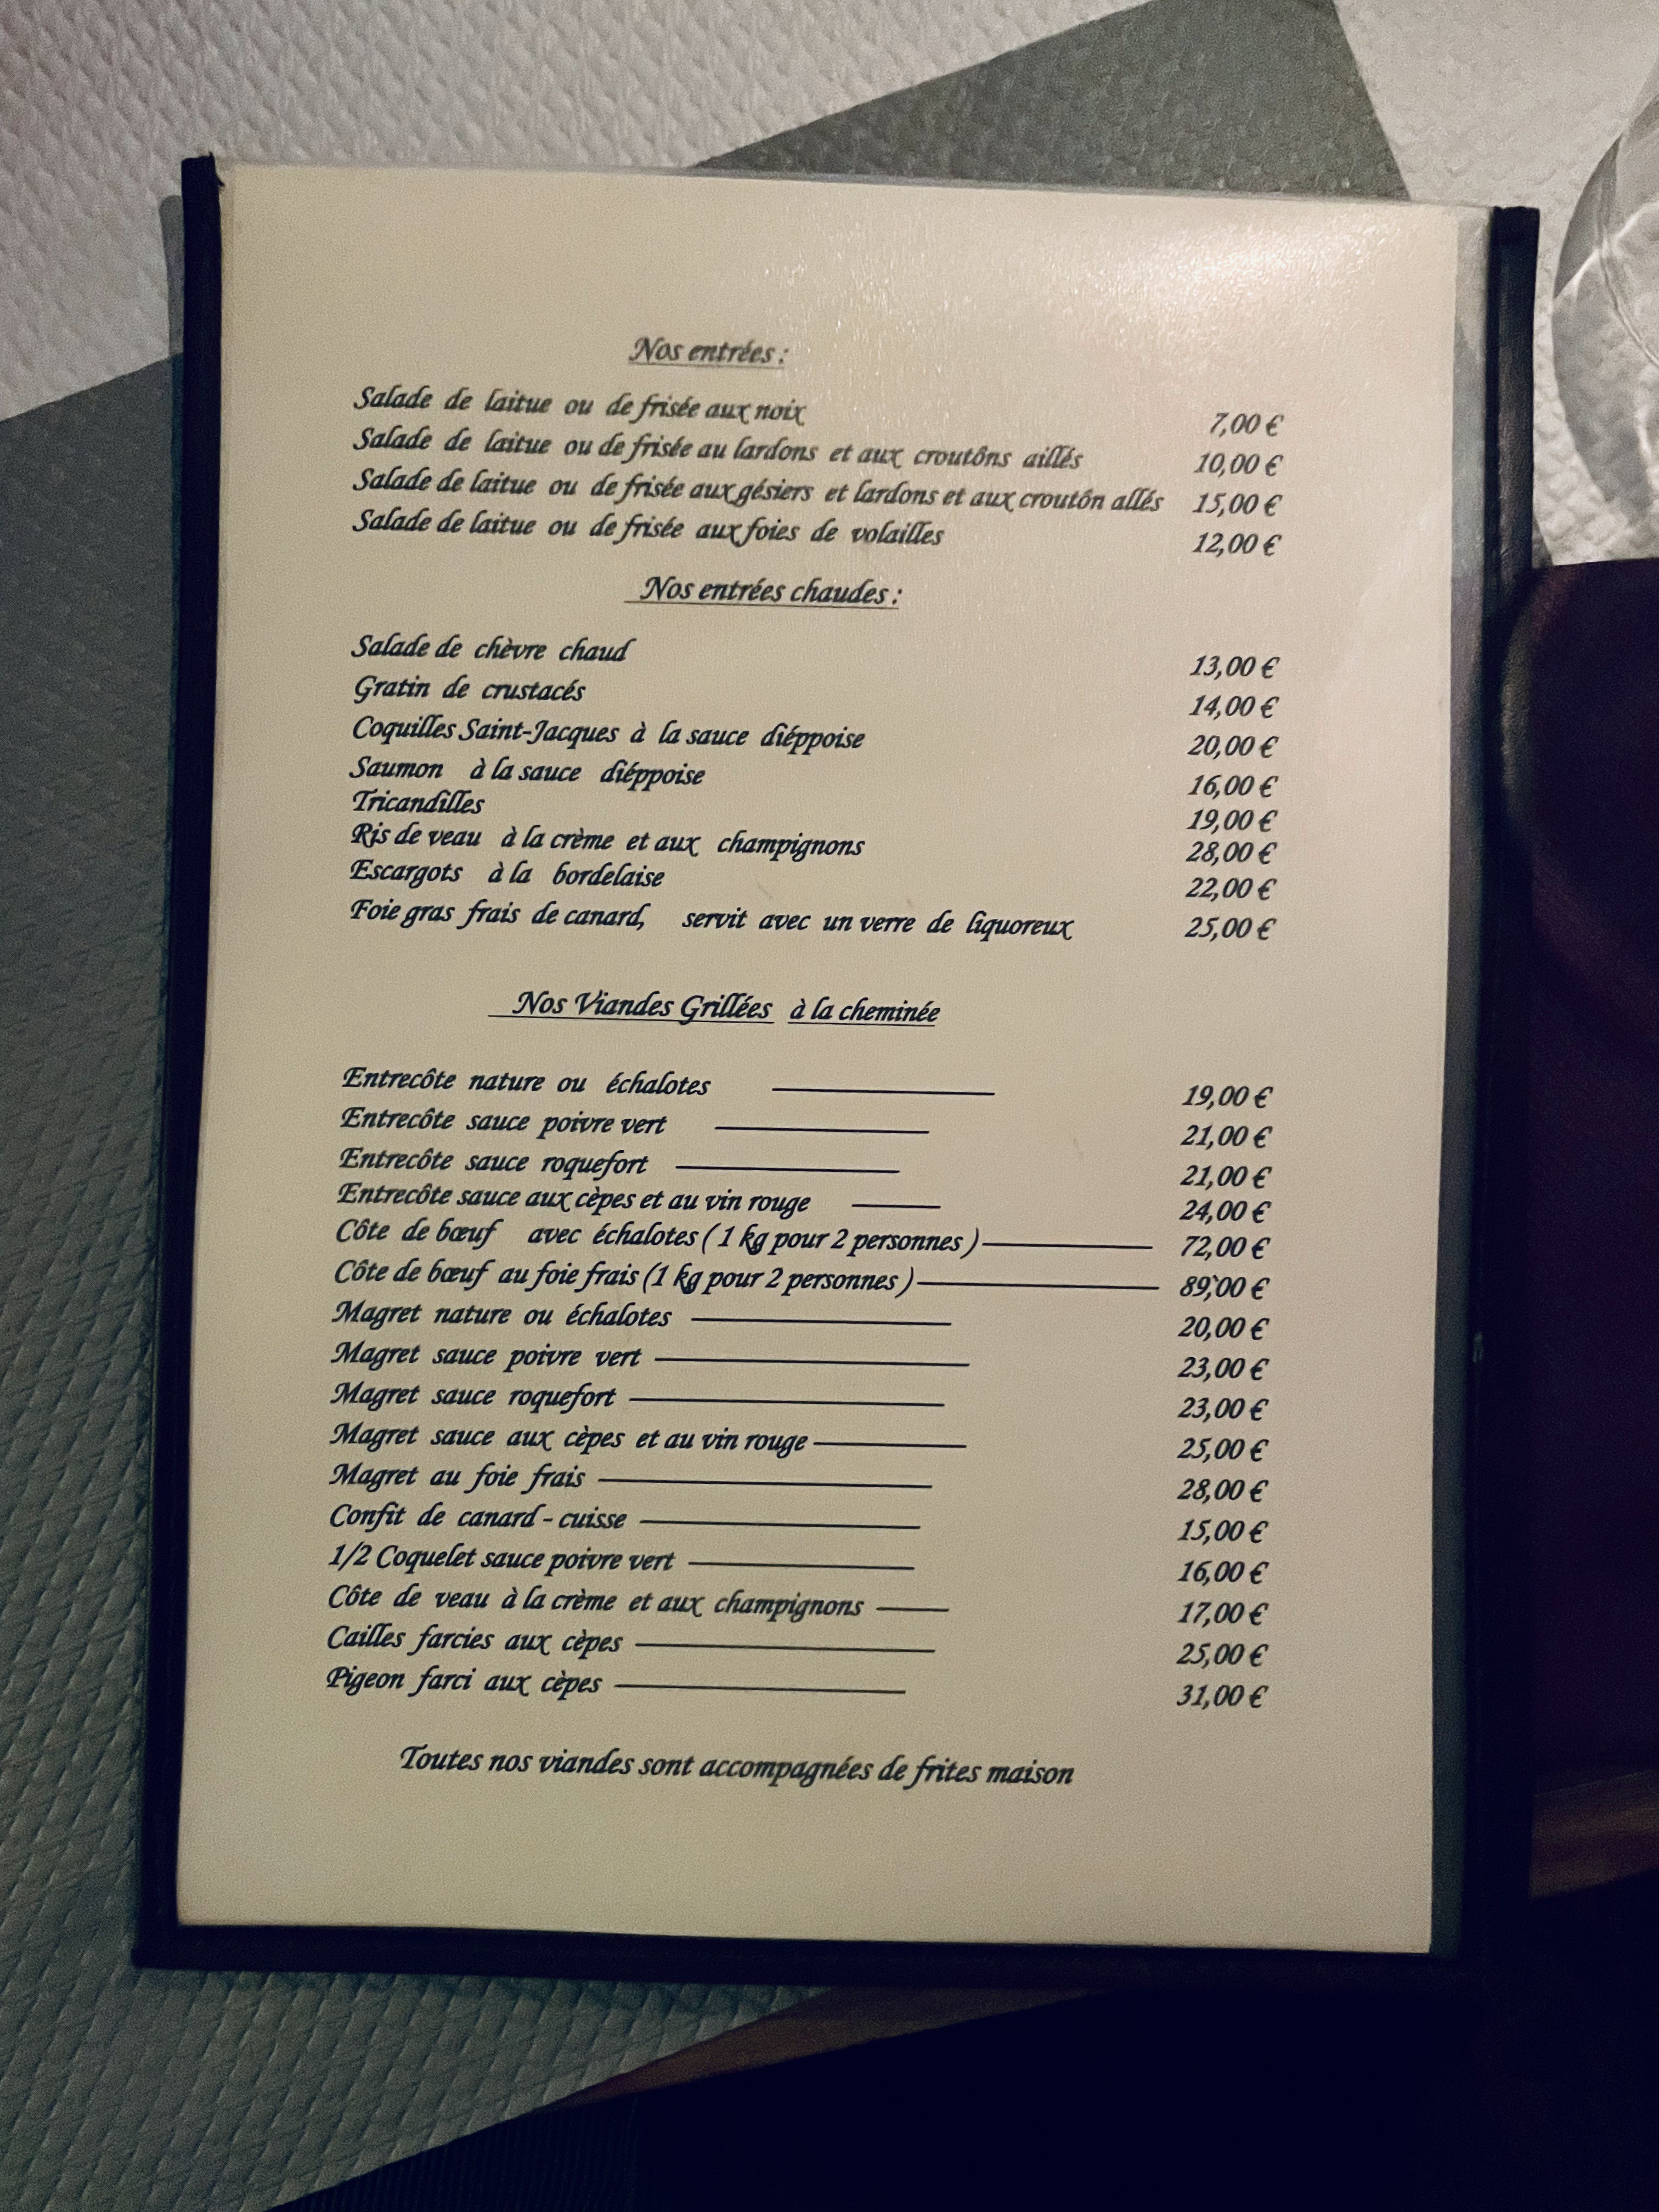 Nos entrées :
Salade de laitue ou de frisée aux noix 7,00 €
Salade de laitue ou de frisée au lardons et aux croutôns aillés 10,00 €
Salade de laitue ou de frisée aux gésiers et lardons et aux croutôn allés 15,00 €
Salade de laitue ou de frisée aux foies de volailles 12,00 €
Nos entrées chaudes :
Salade de chèvre chaud 13,00 €
Gratin de crustacés 14,00 €
Coquilles Saint-Jacques à la sauce diéppoise 20,00 €
Saumon à la sauce diéppoise 16,00 €
Tricandilles 19,00 €
Ris de veau à la crème et aux champignons 28,00 €
Escargots à la bordelaise 22,00 €
Foie gras frais de canard, servit avec un verre de liquoreux 25,00 €
Nos Viandes Grillées à la cheminée
Entrecôte nature ou échalotes 19,00 €
Entrecôte sauce poivre vert 21,00 €
Entrecôte sauce roquefort 21,00 €
Entrecôte sauce aux cèpes et au vin rouge 24,00 €
Côte de bœuf avec échalotes ( 1 kg pour 2 personnes ) 72,00 €
Côte de bœuf au foie frais (1 kg pour 2 personnes ) 89,00 €
Magret nature ou échalotes 20,00 €
Magret sauce poivre vert 23,00 €
Magret sauce roquefort 23,00 €
Magret sauce aux cèpes et au vin rouge 25,00 €
Magret au foie frais 28,00 €
Confit de canard - cuisse 15,00 €
1/2 Coquelet sauce poivre vert 16,00 €
Côte de veau à la crème et aux champignons 17,00 €
Cailles farcies aux cèpes 25,00 €
Pigeon farci aux cèpes 31,00 €
Toutes nos viandes sont accompagnées de frites maison